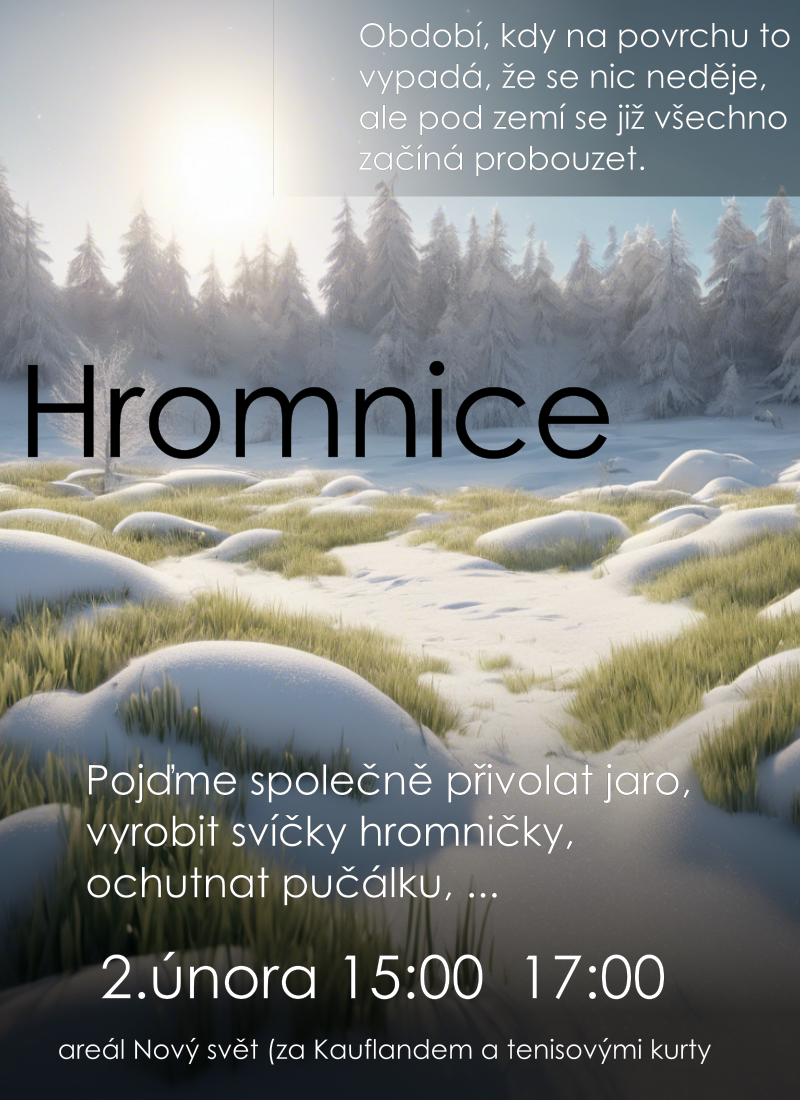 Období, kdy na povrchu to
vypadá, že se nic neděje,
ale pod zemí se již všechno
začíná probouzet.
Hromnice
Pojďme společně přivolat jaro,
vyrobit svíčky hromničky,
ochutnat pučálku, ...
2.února 15:00 17:00
areál Nový svět (za Kauflandem a tenisovými kurty